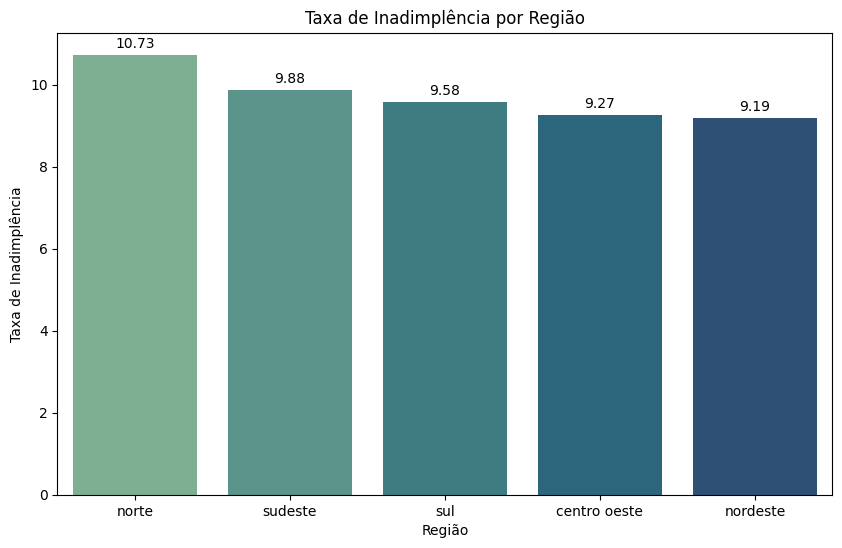 Taxa de Inadimplência por Região
Taxa de Inadimplência
10
8
6
4
2
0
10.73
9.88
9.58
9.27
9.19
norte
sudeste
sul
centro oeste
nordeste
Região